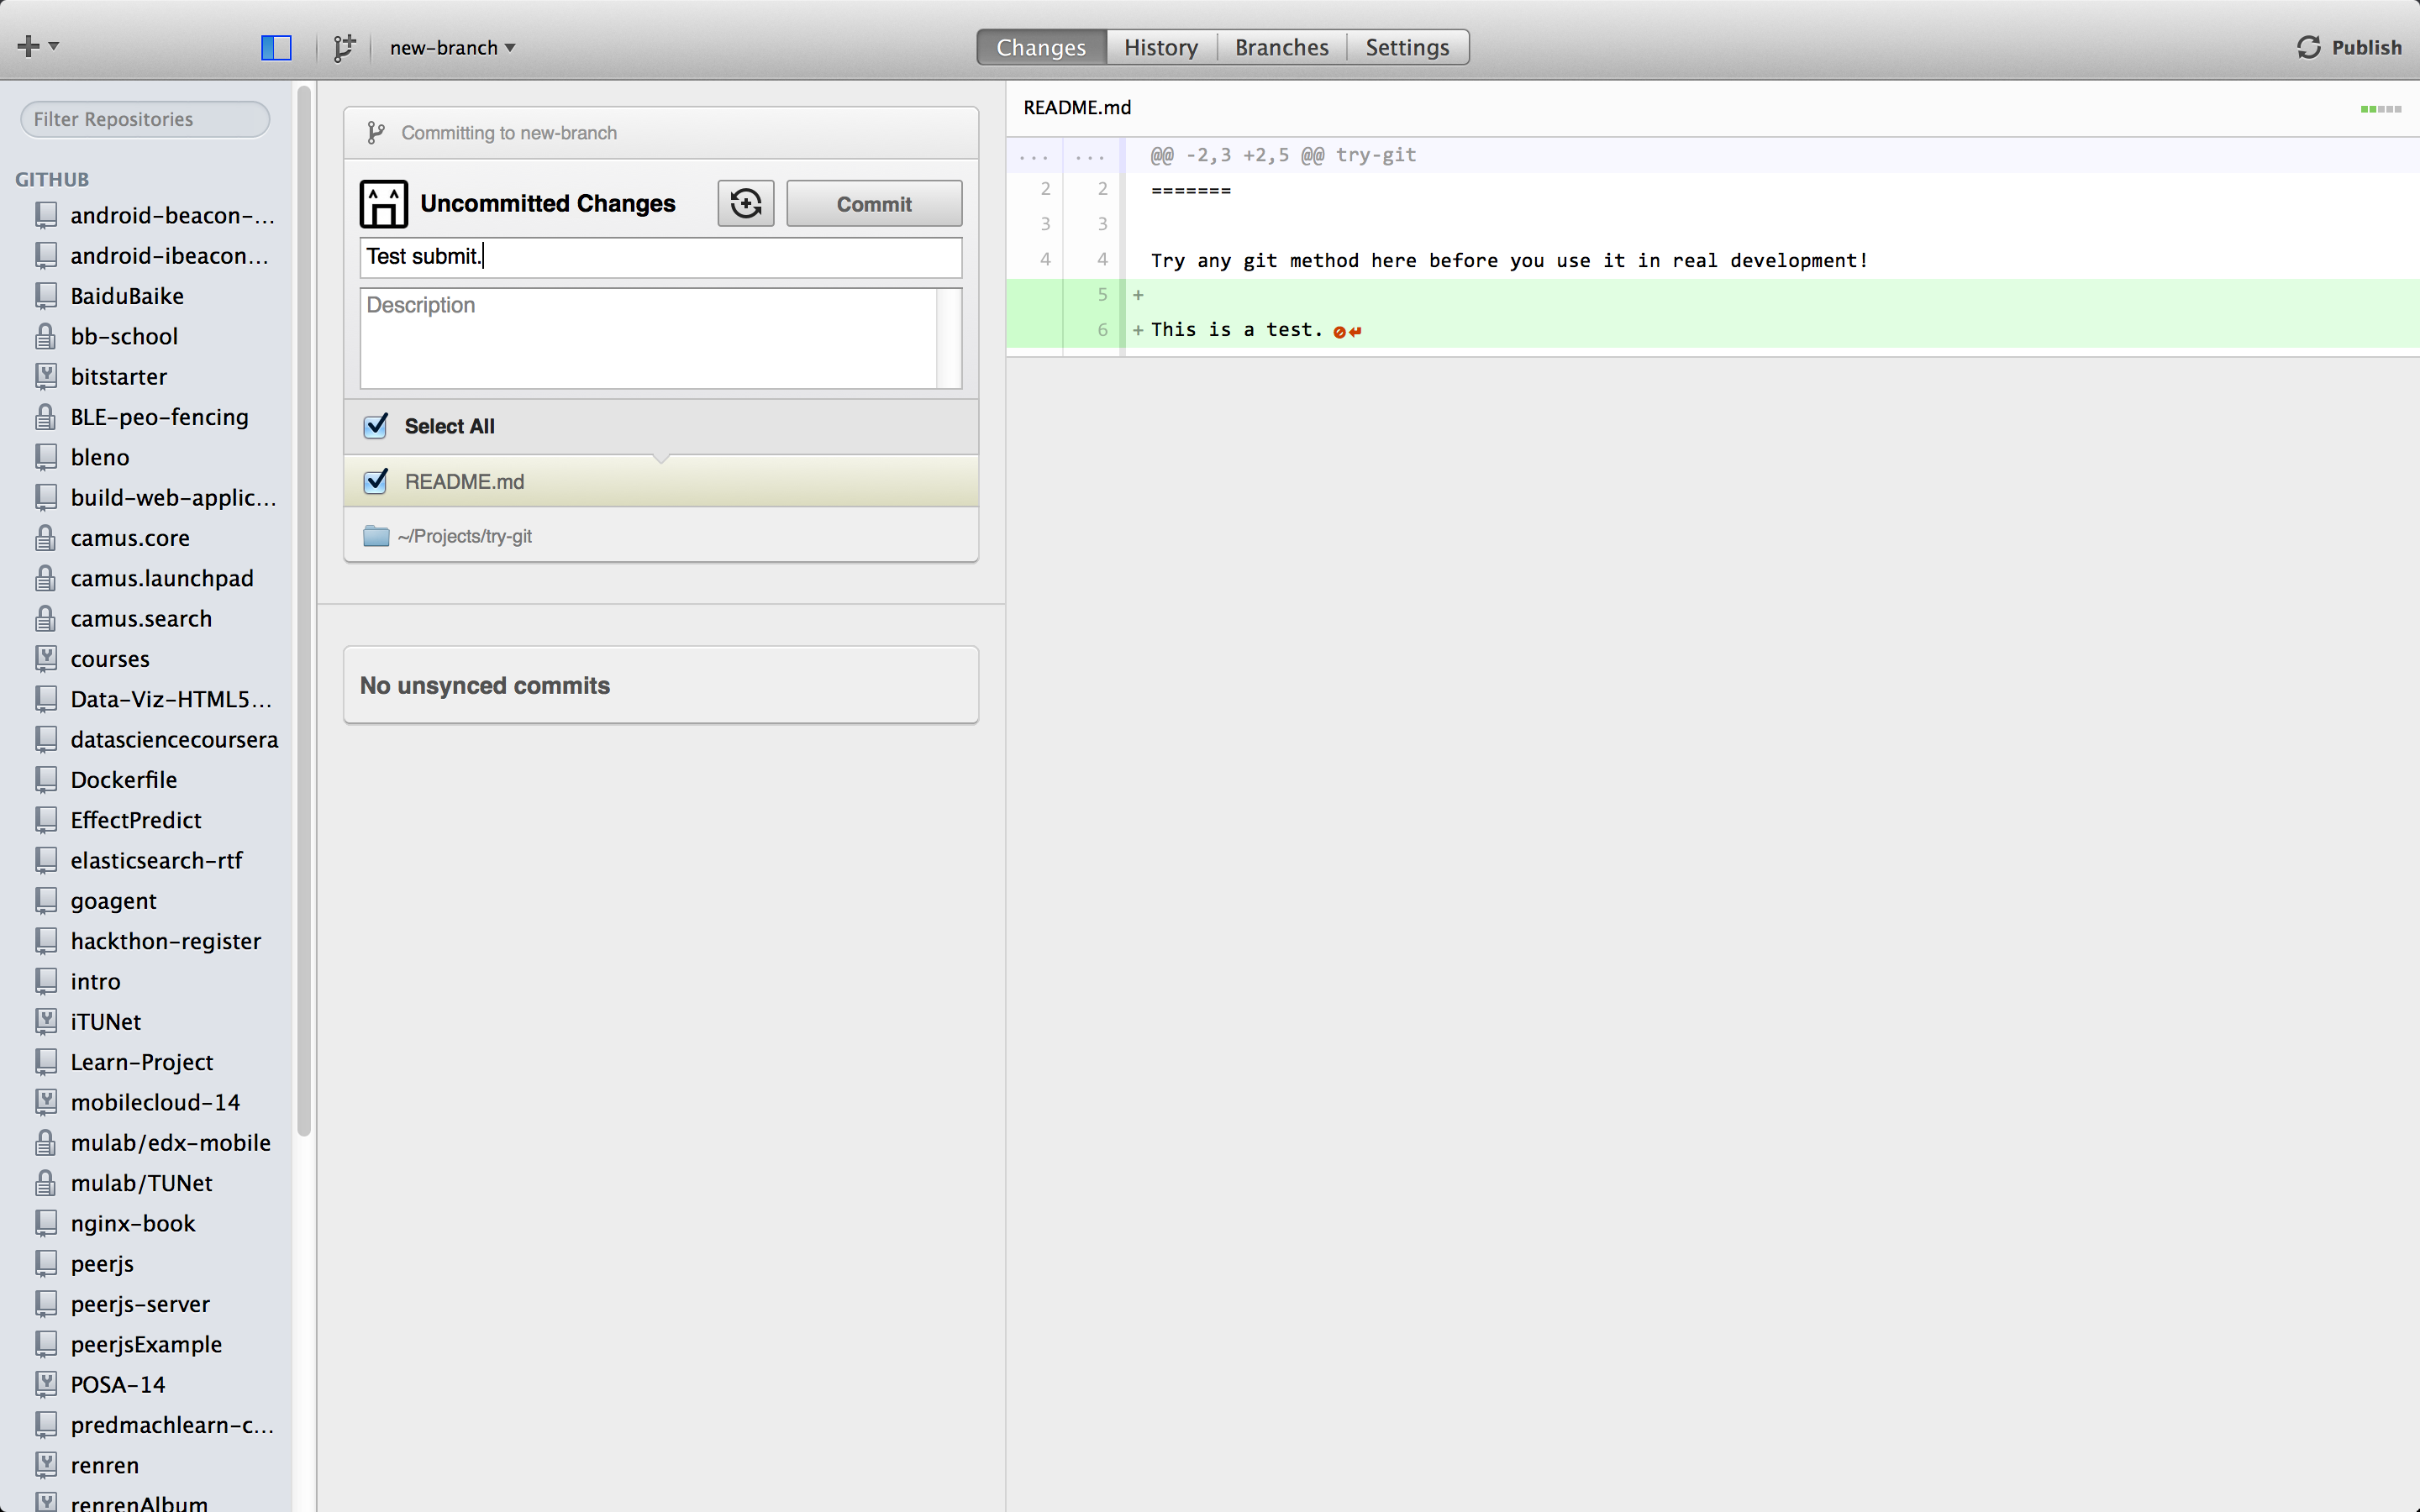 new-branch
Changes
History
Branches
Settings
Publish
Filter Repositories
GITHUB
android-beacon-...
android-ibeacon...
BaiduBaike
bb-school
bitstarter
BLE-peo-fencing
bleno
build-web-applic...
camus.core
camus.launchpad
camus.search
courses
Data-Viz-HTML5...
datasciencecoursera
Dockerfile
EffectPredict
elasticsearch-rtf
goagent
hackthon-register
intro
iTUNet
Learn-Project
mobilecloud-14
mulab/edx-mobile
mulab/TUNet
nginx-book
peerjs
peerjs-server
peerjsExample
POSA-14
predmachlearn-c...
renren
renrenAlbum
Committing to new-branch
Uncommitted Changes
Commit
Test submit.
Description
Select All
README.md
~/Projects/try-git
No unsynced commits
README.md
... ... @@ -2,3 +2,5 @@ try-git
2 2 =======
3 3
4 4 Try any git method here before you use it in real development!
5 +
6 + This is a test.